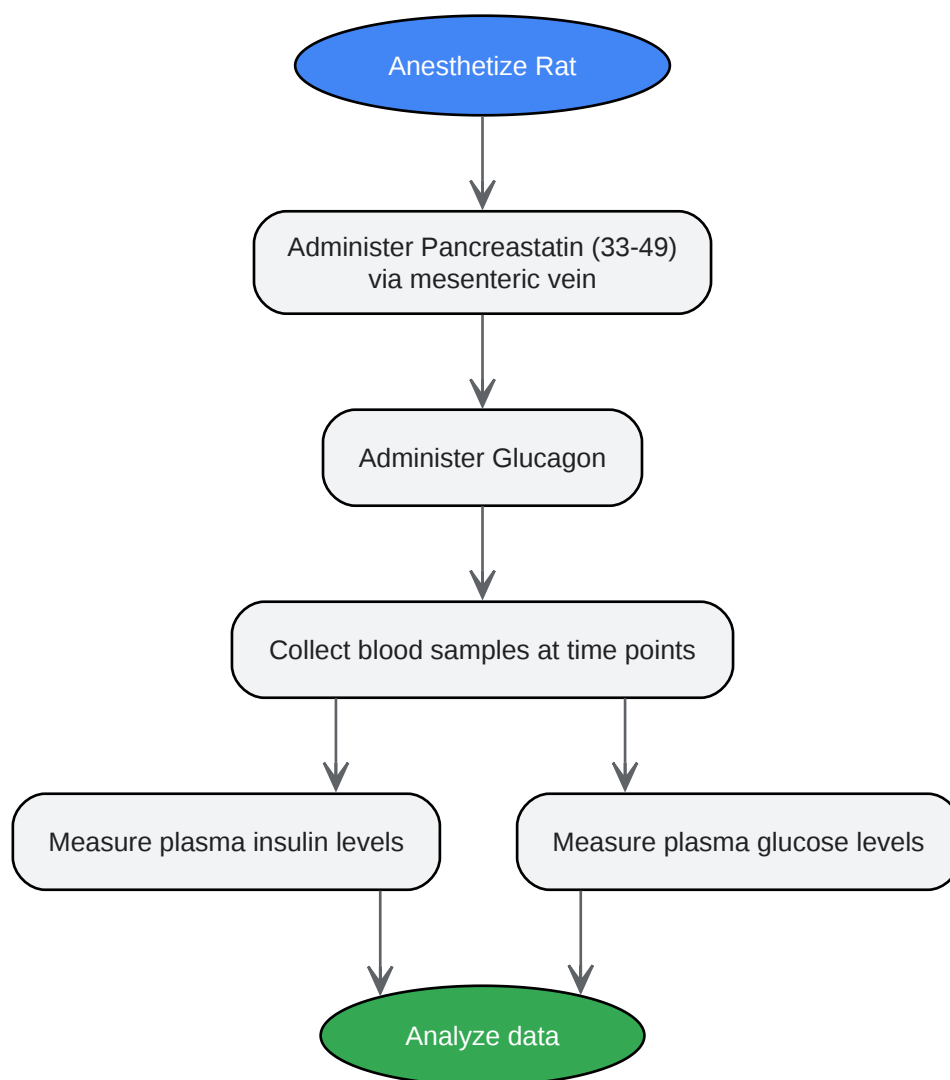 Anesthetize Rat
Administer Pancreastatin (33-49)
via mesenteric vein
Administer Glucagon
Collect blood samples at time points
Measure plasma insulin levels
Measure plasma glucose levels
Analyze data